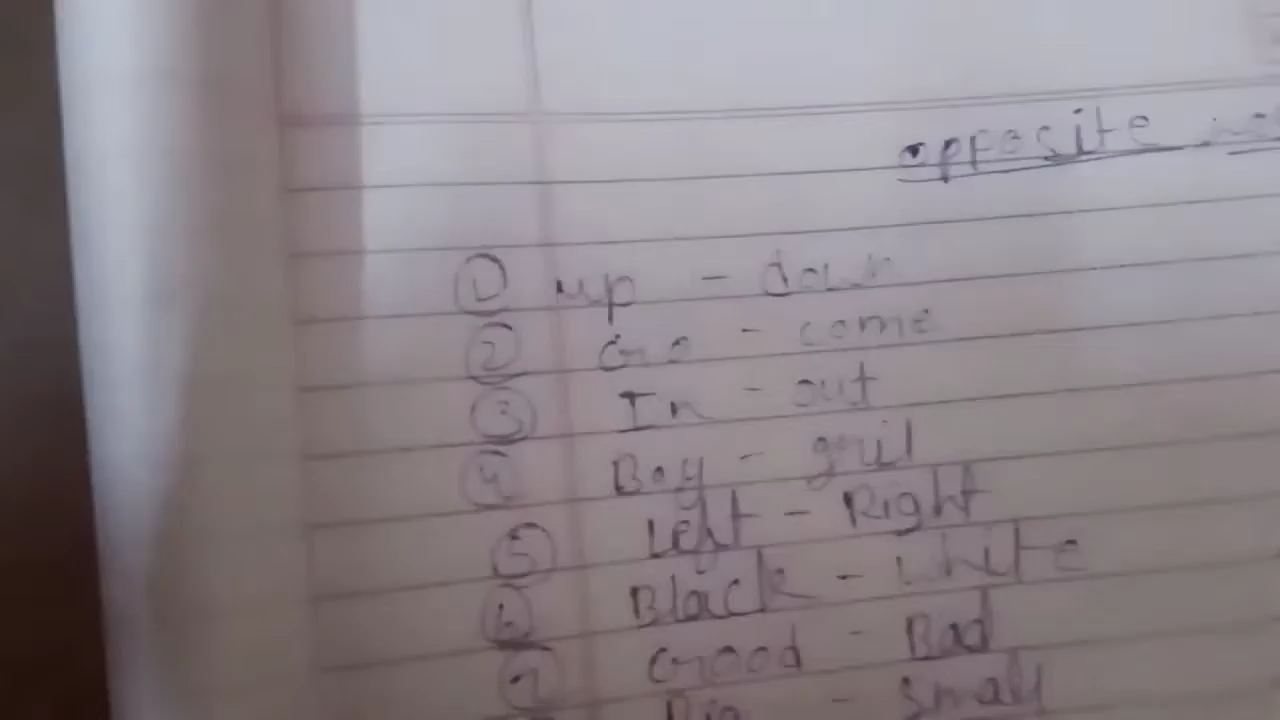 opposite
① up - down
② Go - come
③ In - out
④ Boy - gril
⑤ Left - Right
⑥ Black - white
⑦ Good - Bad
Big - small